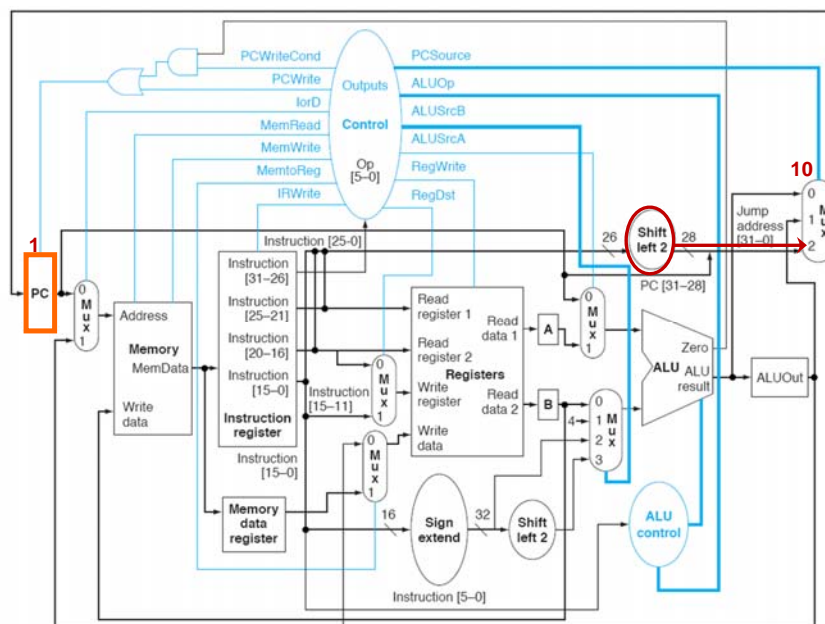 PCWriteCond
PCSource
PCWrite
Outputs
ALUOp
10
IorD
ALUSrcB
MemRead
Control
ALUSrcA
MemWrite
RegWrite
MemtoReg
Op
[5–0]
IRWrite
RegDst
0
M
u
x
1
2
1
PC
Instruction [25-0]
26
Shift
left 2
28
Jump
address
[31–0]
PC [31–28]
0
M
u
x
1
Address
Memory
MemData
Write
data
Instruction
[31–26]
Instruction
[25–21]
Instruction
[20–16]
Instruction
[15–0]
Instruction
register
Instruction
[15–0]
Instruction
[15–11]
0
M
u
x
1
0
M
u
x
1
Memory
data
register
Read
register 1
Read
register 2
Registers
Write
register
Write
data
Read
data 1
Read
data 2
A
B
0
M
u
x
1
4
0
1
M
u
x
2
3
Zero
ALU
ALU
result
ALUOut
16
Sign
extend
32
Shift
left 2
ALU
control
Instruction [5–0]